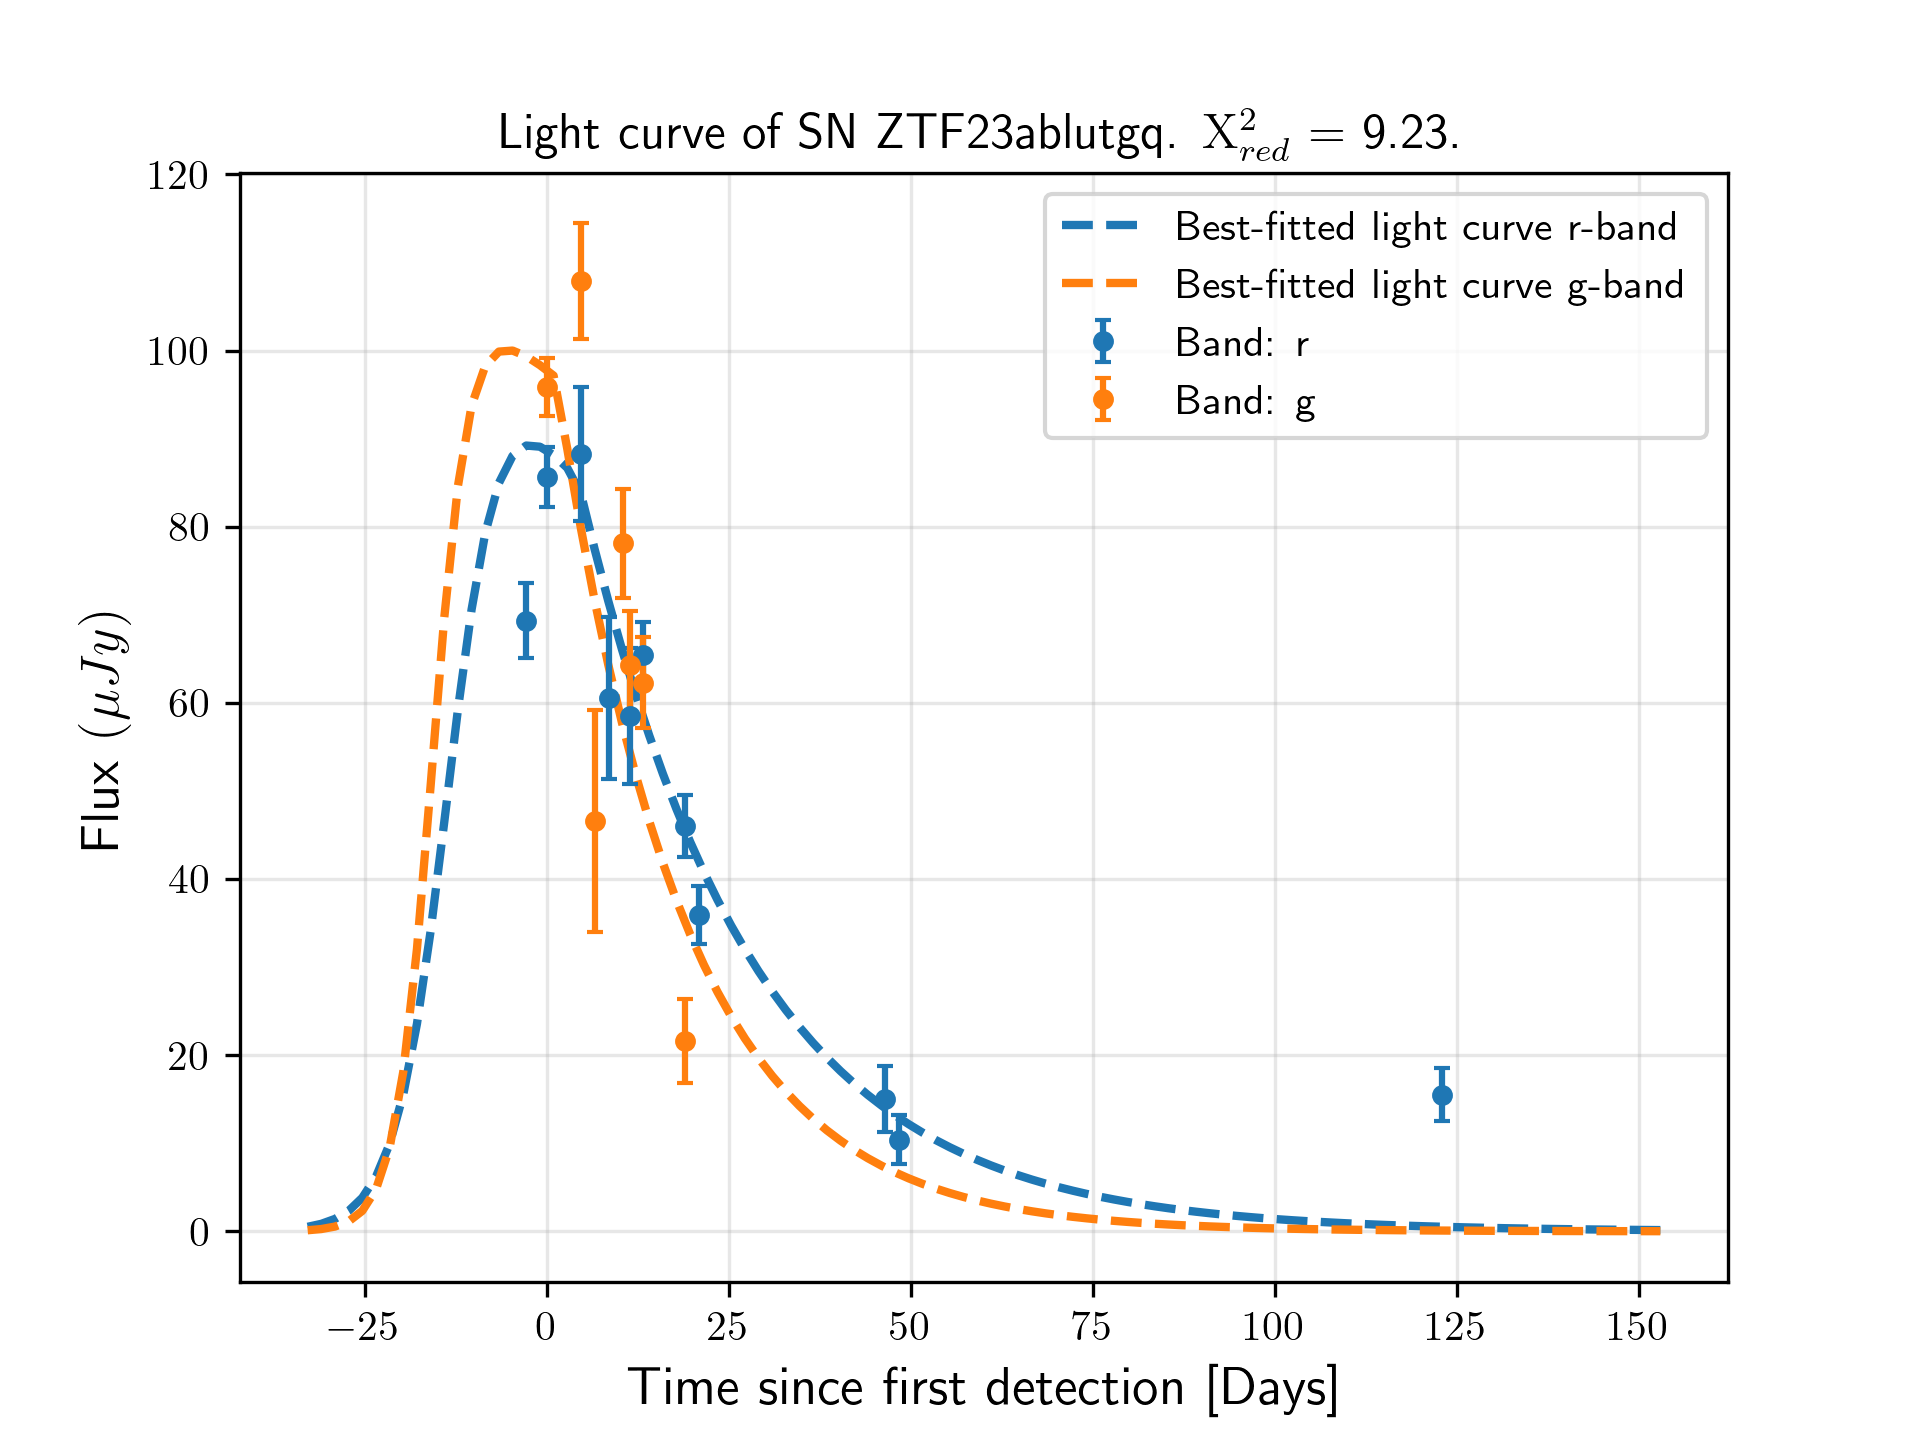 Light curve of SN ZTF23ablutgq. X²_red = 9.23.
Best-fitted light curve r-band
Best-fitted light curve g-band
Band: r
Band: g
Flux (μJy)
120
100
80
60
40
20
0
−25 0 25 50 75 100 125 150
Time since first detection [Days]